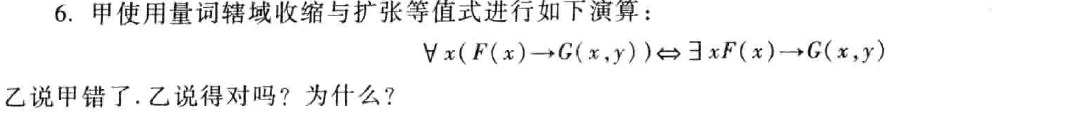 6. 甲使用量词辖域收缩与扩张等值式进行如下演算：
∀x(F(x)→G(x,y))⇔∃xF(x)→G(x,y)
乙说甲错了.乙说得对吗？为什么？